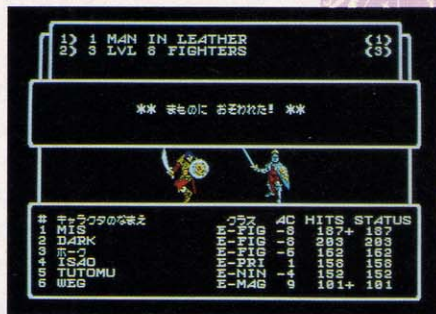 1) 1 MAN IN LEATHER (1)
2) 3 LVL 8 FIGHTERS (3)
** まものに おそわれた! **
# キャラクタのなまえ クラス AC HITS STATUS
1 MIS E-FIG -8 187+ 187
2 DARK E-FIG -8 203 203
3 ホーク E-FIG -6 162 162
4 ISAO E-PRI 1 158 158
5 TUTOMU E-NIN -4 152 152
6 WEG E-MAG 9 101+ 101